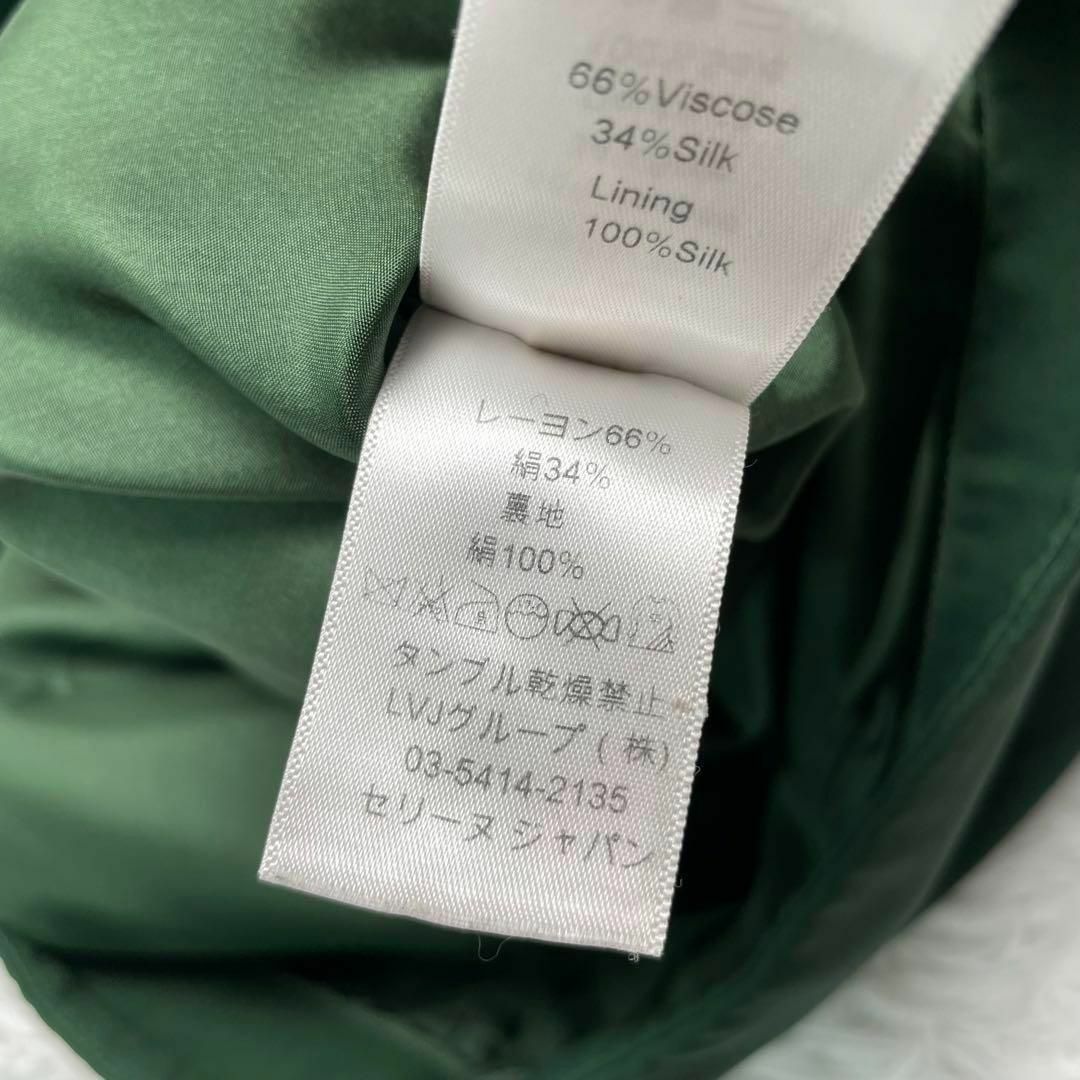 66%Viscose
34%Silk
Lining
100%Silk
レーヨン66%
絹34%
裏地
絹100%
タンブル乾燥禁止
LVJグループ(株)
03-5414-2135
セリーヌ ジャパン